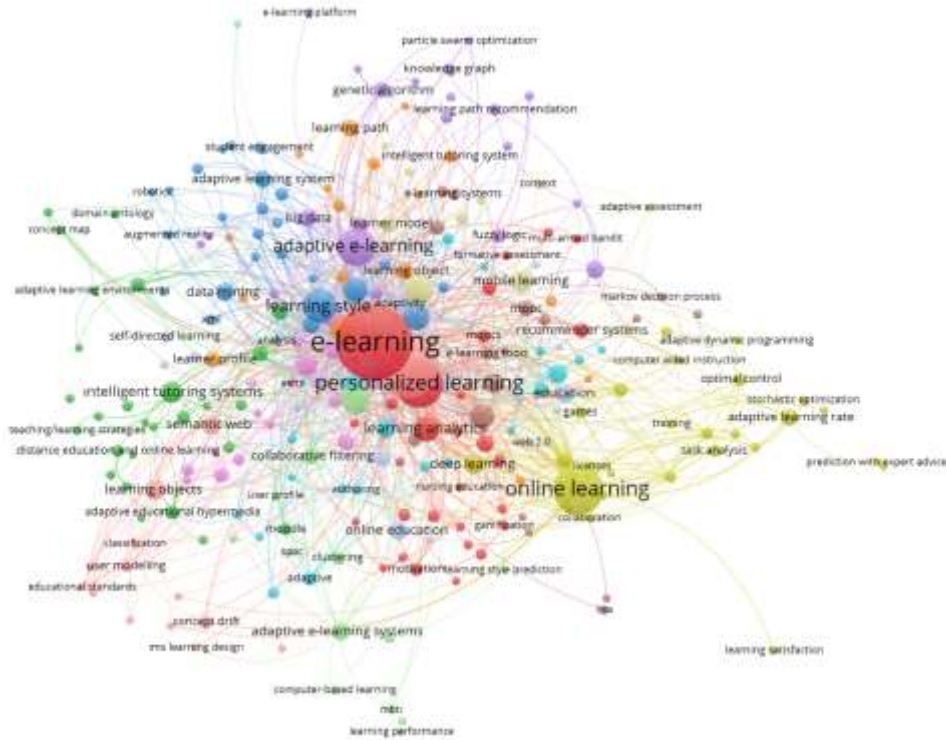 e-learning platform
particle swarm optimization
knowledge graph
genetic algorithm
learning path recommendation
learning path
student engagement
intelligent tutoring system
adaptive learning system
context
robotics
e-learning systems
adaptive assessment
domain ontology
big data
learner model
concept map
augmented reality
fuzzy logic
multi-armed bandit
adaptive e-learning
formative assessment
learning object
mobile learning
adaptive learning environments
data mining
learning style
adaptivity
markov decision process
mops
self-directed learning
analysis
e-learning
moocs
recommender systems
adaptive dynamic programming
learner profile
e-learning tools
computer aided instruction
personalized learning
optimal control
intelligent tutoring systems
education
stochastic optimization
games
adaptive learning rate
teaching/learning strategies
semantic web
learning analytics
training
distance education and online learning
collaborative filtering
web 2.0
task analysis
deep learning
prediction with expert advice
learning objects
user profile
authoring
nursing education
online learning
adaptive educational hypermedia
collaboration
moodle
online education
gamification
classification
clustering
user modelling
adaptive
motivation
learning style prediction
educational standards
concept drift
adaptive e-learning systems
ims learning design
learning satisfaction
computer-based learning
learning performance